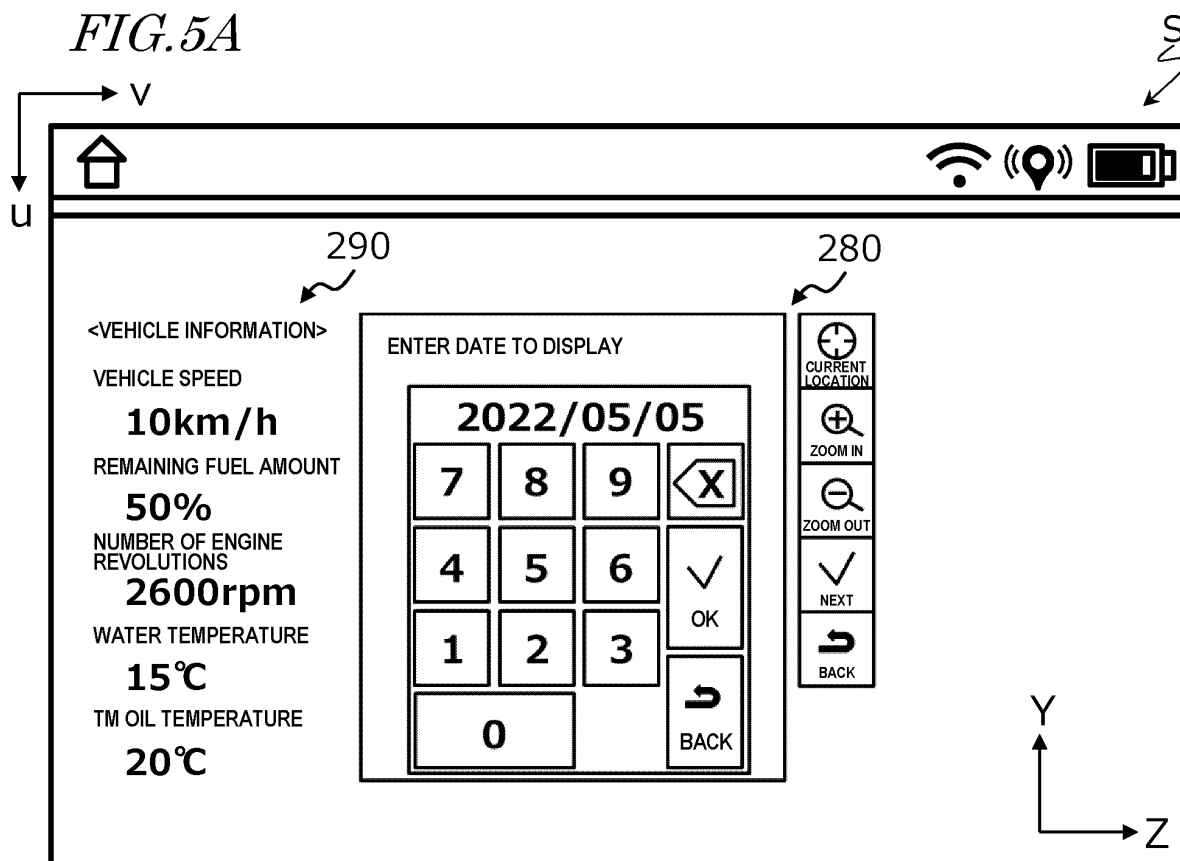 FIG.5A
S
v
u
290
280
<VEHICLE INFORMATION>
VEHICLE SPEED
10km/h
REMAINING FUEL AMOUNT
50%
NUMBER OF ENGINE
REVOLUTIONS
2600rpm
WATER TEMPERATURE
15℃
TM OIL TEMPERATURE
20℃
ENTER DATE TO DISPLAY
2022/05/05
7 8 9 X
4 5 6
OK
1 2 3
0
BACK
CURRENT
LOCATION
ZOOM IN
ZOOM OUT
NEXT
BACK
Y
Z